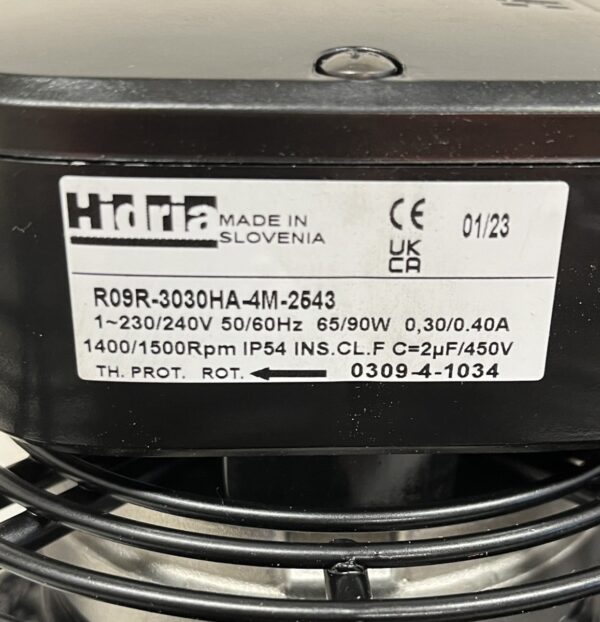 Hidria MADE IN SLOVENIA CE UK CA 01/23
R09R-3030HA-4M-2543
1~230/240V 50/60Hz 65/90W 0,30/0.40A
1400/1500Rpm IP54 INS.CL.F C=2µF/450V
TH. PROT. ROT. ← 0309-4-1034